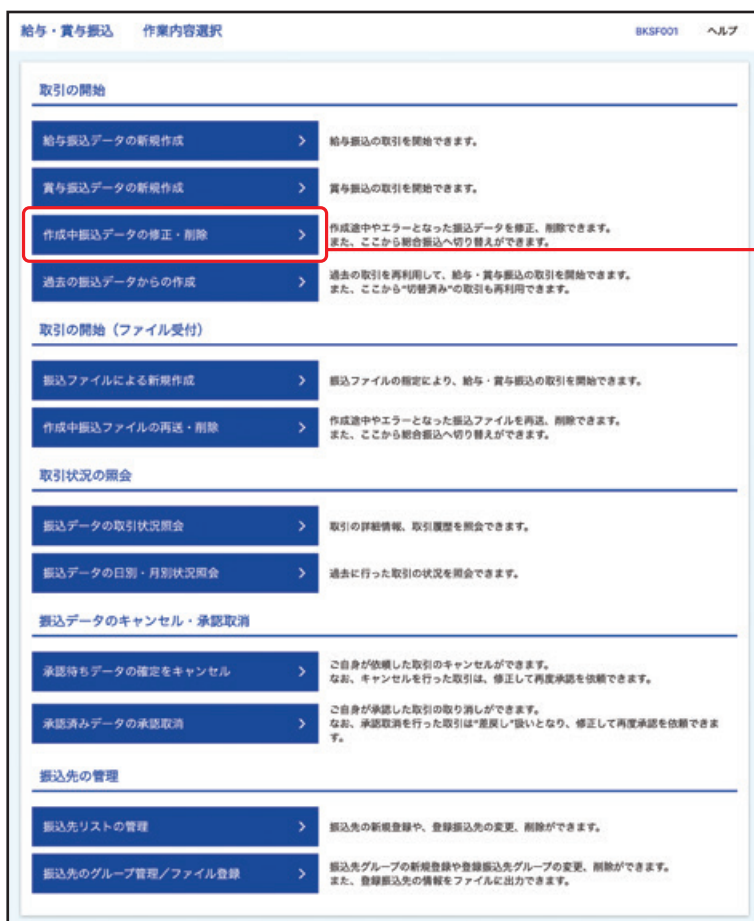 給与・賞与振込 作業内容選択 BKSF001 ヘルプ
取引の開始
給与振込データの新規作成 給与振込の取引を開始できます。
賞与振込データの新規作成 賞与振込の取引を開始できます。
作成中振込データの修正・削除 作成途中やエラーとなった振込データを修正、削除できます。
また、ここから総合振込へ切り替えができます。
過去の振込データからの作成 過去の取引を再利用して、給与・賞与振込の取引を開始できます。
また、ここから"切替済み"の取引も再利用できます。
取引の開始（ファイル受付）
振込ファイルによる新規作成 振込ファイルの指定により、給与・賞与振込の取引を開始できます。
作成中振込ファイルの再送・削除 作成途中やエラーとなった振込ファイルを再送、削除できます。
また、ここから総合振込へ切り替えができます。
取引状況の照会
振込データの取引状況照会 取引の詳細情報、取引履歴を照会できます。
振込データの日別・月別状況照会 過去に行った取引の状況を照会できます。
振込データのキャンセル・承認取消
承認待ちデータの確定をキャンセル ご自身が依頼した取引のキャンセルができます。
なお、キャンセルを行った取引は、修正して再度承認を依頼できます。
承認済みデータの承認取消 ご自身が承認した取引の取り消しができます。
なお、承認取消を行った取引は"差戻し"扱いとなり、修正して再度承認を依頼できま
す。
振込先の管理
振込先リストの管理 振込先の新規登録や、登録振込先の変更、削除ができます。
振込先のグループ管理／ファイル登録 振込先グループの新規登録や登録振込先グループの変更、削除ができます。
また、登録振込先の情報をファイルに出力できます。